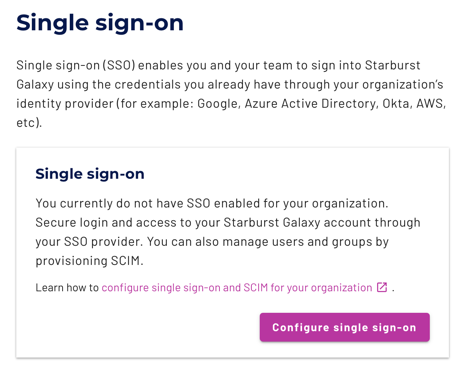 Single sign-on
Single sign-on (SSO) enables you and your team to sign into Starburst
Galaxy using the credentials you already have through your organization's
identity provider (for example: Google, Azure Active Directory, Okta, AWS,
etc).
Single sign-on
You currently do not have SSO enabled for your organization.
Secure login and access to your Starburst Galaxy account through
your SSO provider. You can also manage users and groups by
provisioning SCIM.
Learn how to configure single sign-on and SCIM for your organization .
Configure single sign-on